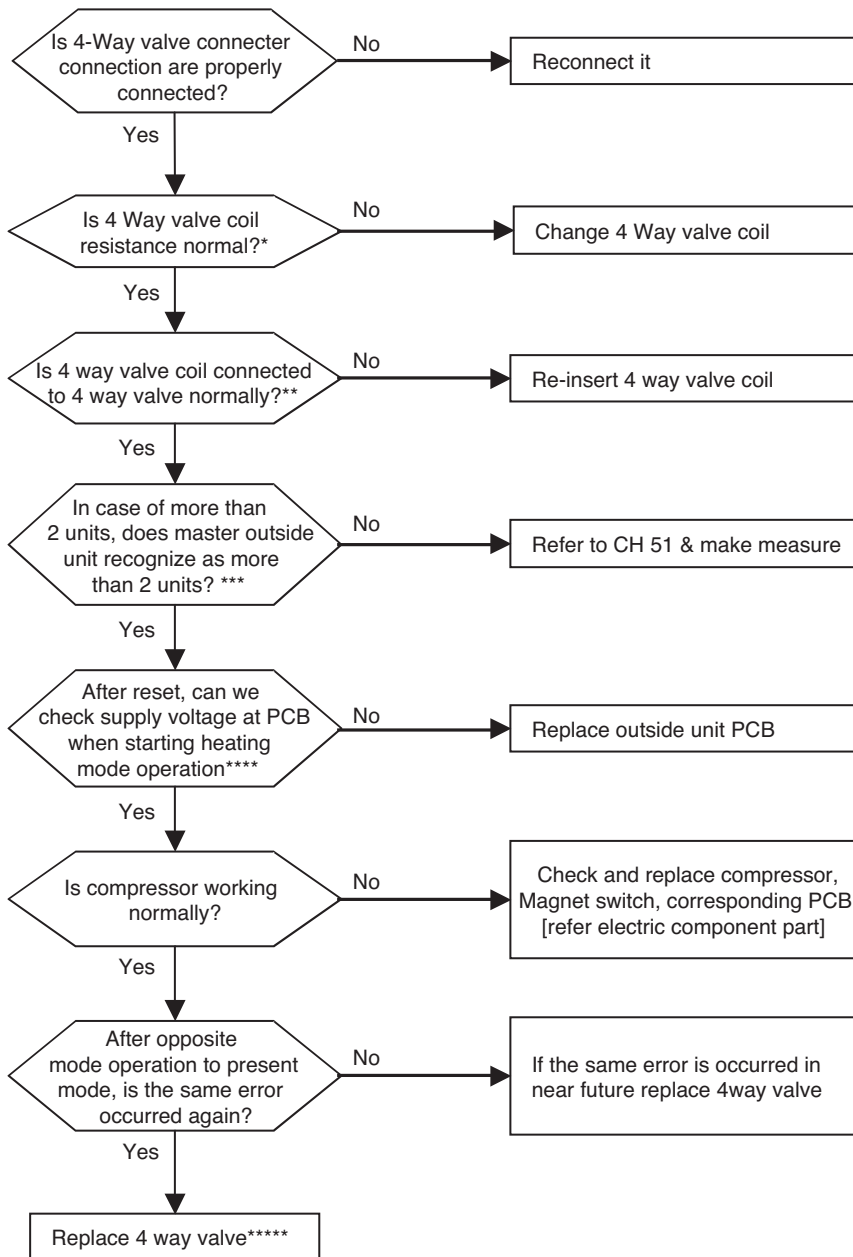 Is 4-Way valve connecter
connection are properly
connected?
No
Reconnect it
Yes
Is 4 Way valve coil
resistance normal?*
No
Change 4 Way valve coil
Yes
Is 4 way valve coil connected
to 4 way valve normally?**
No
Re-insert 4 way valve coil
Yes
In case of more than
2 units, does master outside
unit recognize as more
than 2 units? ***
No
Refer to CH 51 & make measure
Yes
After reset, can we
check supply voltage at PCB
when starting heating
mode operation****
No
Replace outside unit PCB
Yes
Is compressor working
normally?
No
Check and replace compressor,
Magnet switch, corresponding PCB
[refer electric component part]
Yes
After opposite
mode operation to present
mode, is the same error
occurred again?
No
If the same error is occurred in
near future replace 4way valve
Yes
Replace 4 way valve*****